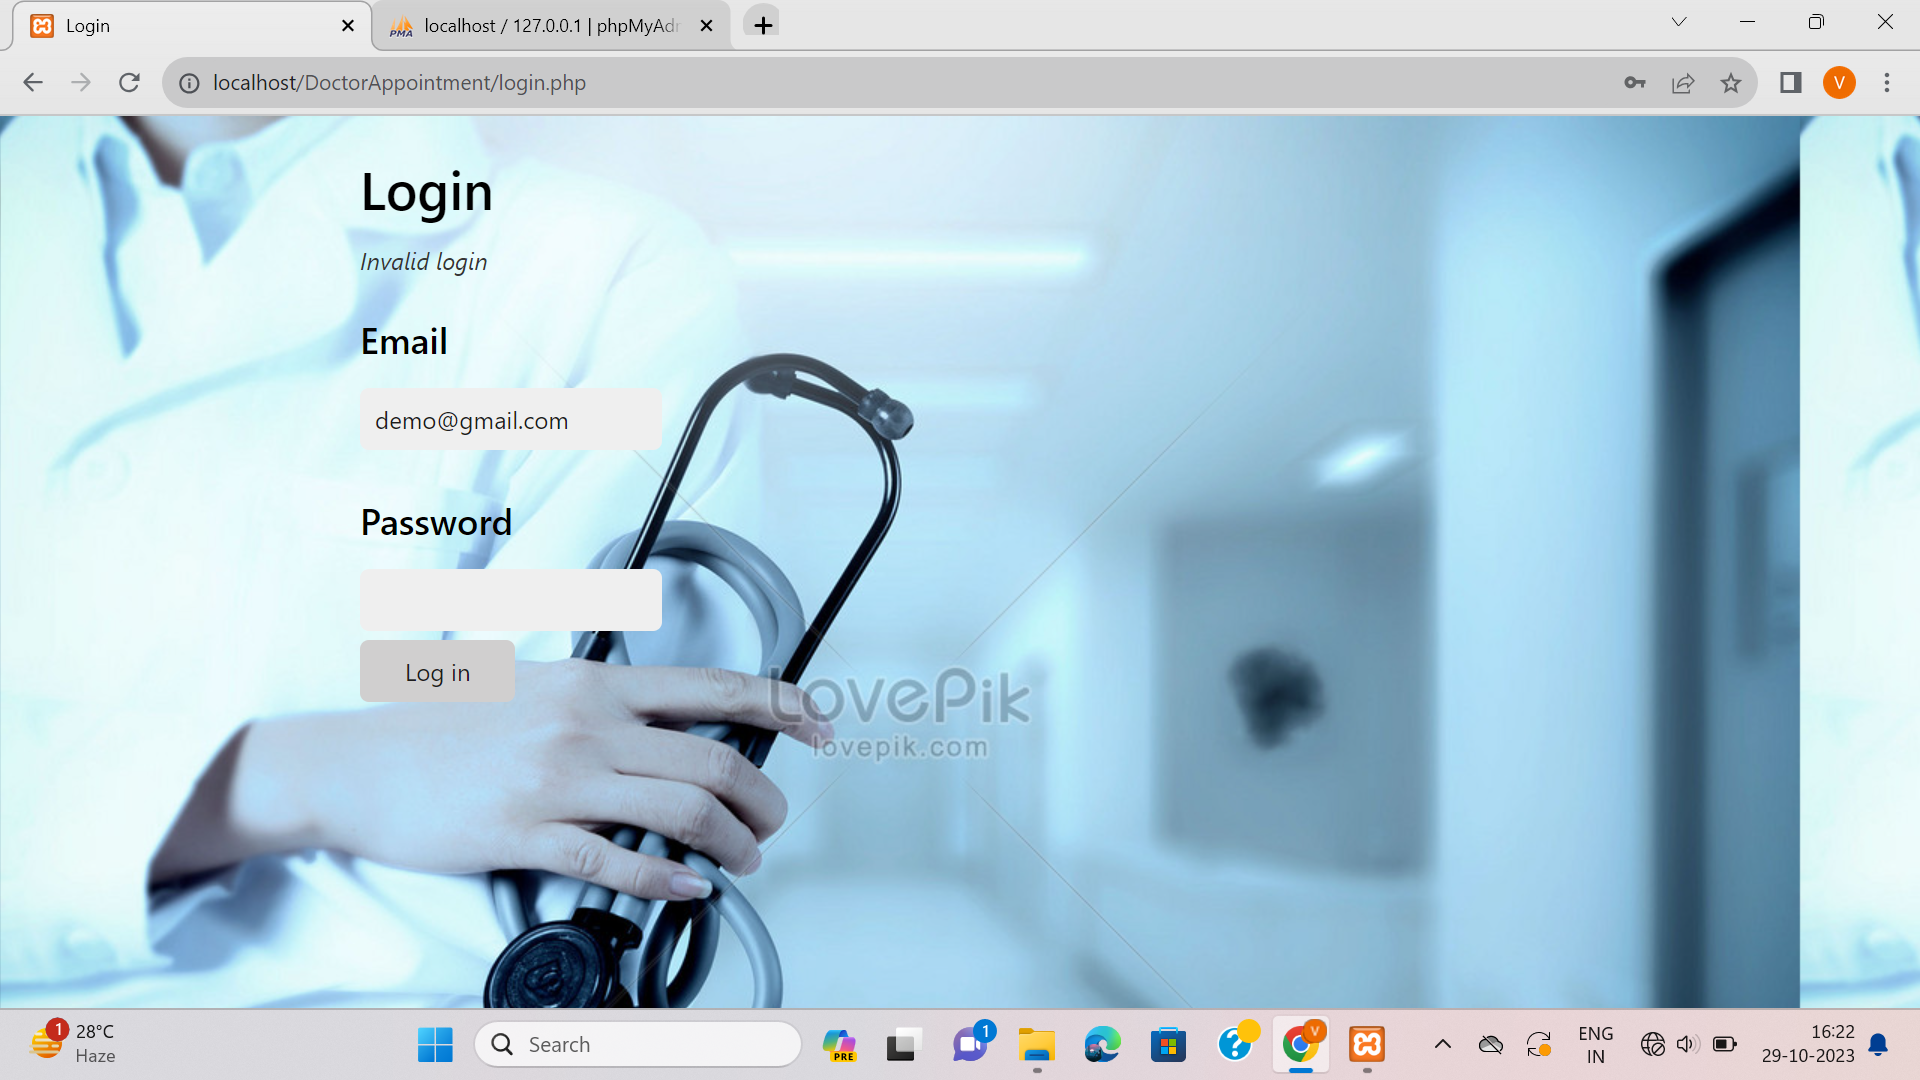 Login
localhost / 127.0.0.1 | phpMyAdr
localhost/DoctorAppointment/login.php
V
Login
Invalid login
Email
demo@gmail.com
Password
Log in
LovePik
lovepik.com
1
28°C
Haze
Search
PRE
1
V
ENG
IN
16:22
29-10-2023